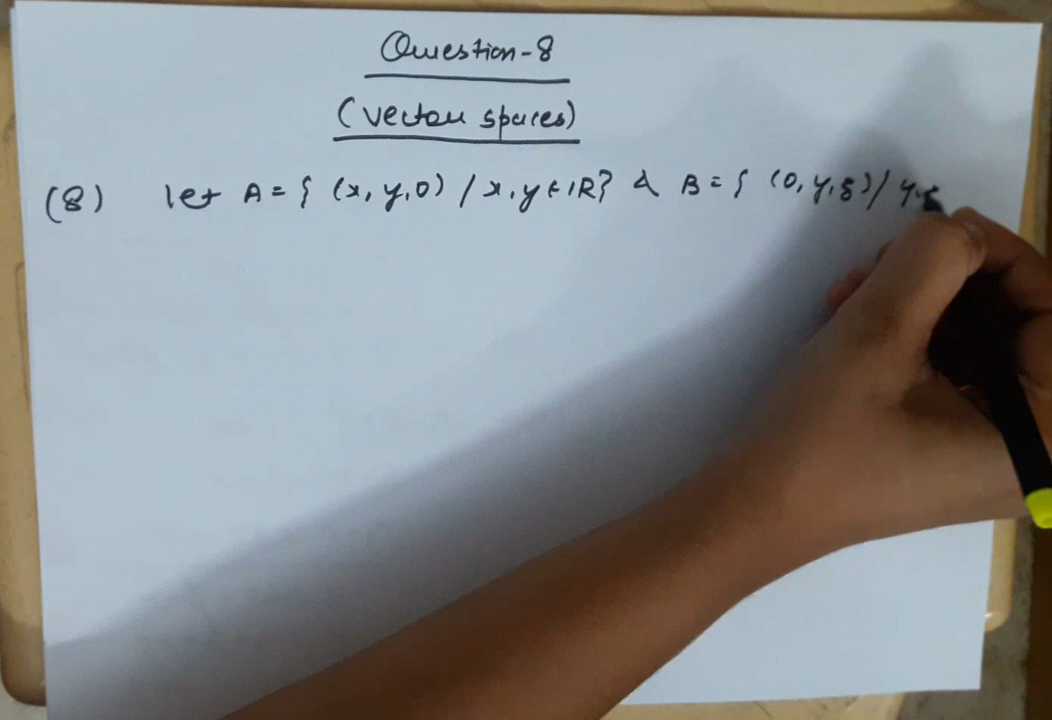 Question-8
(vector spaces)
(8) let A = { (x, y, 0) / x, y ∈ IR} & B = { (0, y, z) / y, z